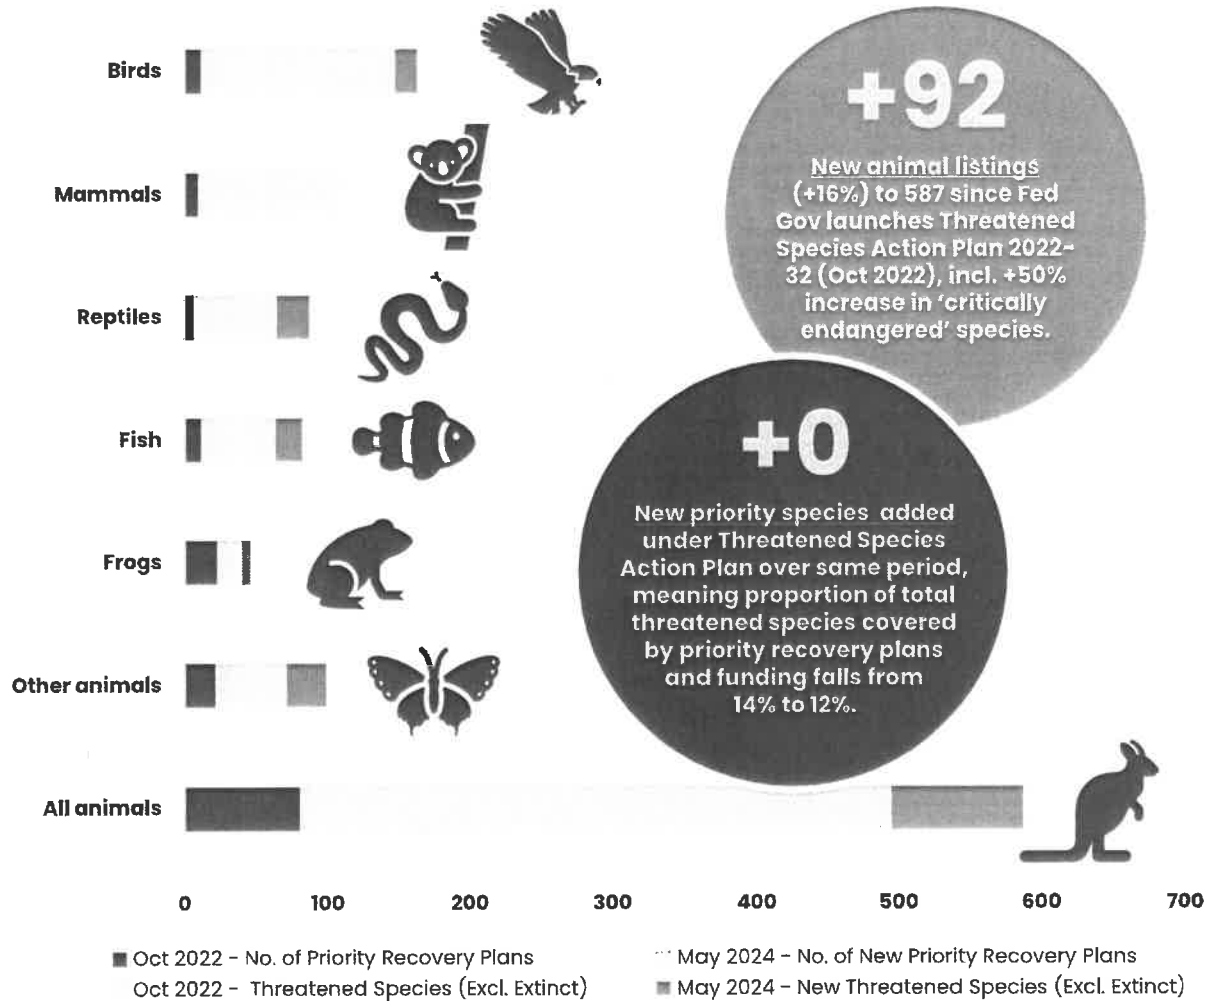 Birds
Mammals
Reptiles
Fish
Frogs
Other animals
All animals
+92
New animal listings
(+16%) to 587 since Fed
Gov launches Threatened
Species Action Plan 2022-
32 (Oct 2022), incl. +50%
increase in ‘critically
endangered’ species.
+0
New priority species added
under Threatened Species
Action Plan over same period,
meaning proportion of total
threatened species covered
by priority recovery plans
and funding falls from
14% to 12%.
0 100 200 300 400 500 600 700
Oct 2022 - No. of Priority Recovery Plans
May 2024 - No. of New Priority Recovery Plans
Oct 2022 - Threatened Species (Excl. Extinct)
May 2024 - New Threatened Species (Excl. Extinct)